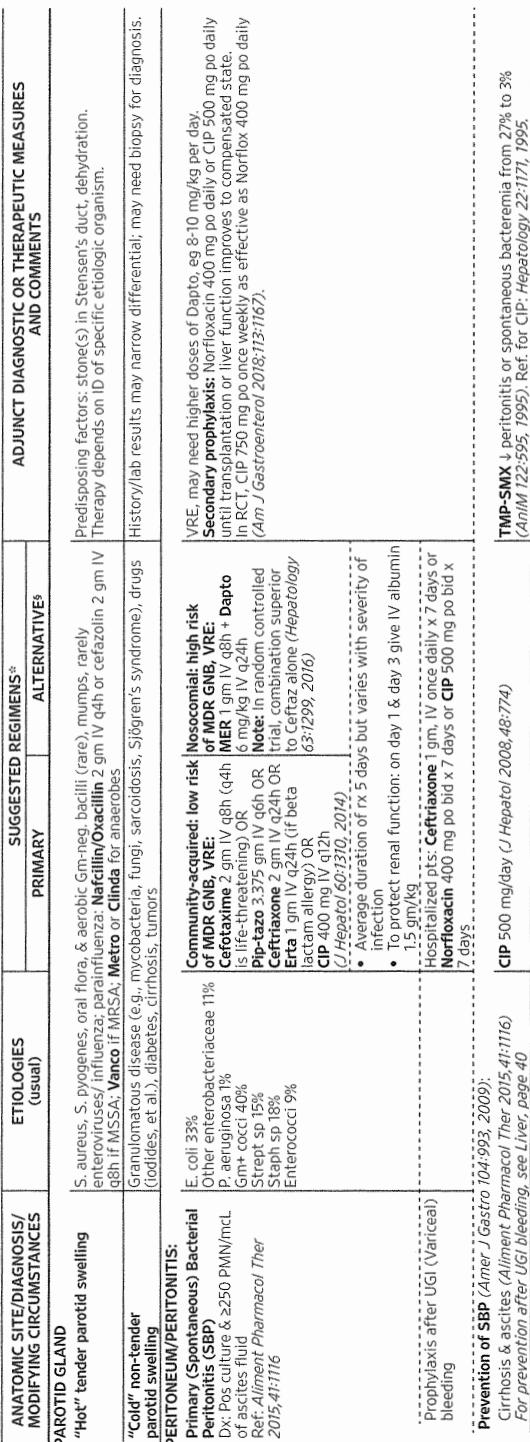 ANATOMIC SITE/DIAGNOSIS/
MODIFYING CIRCUMSTANCES
ETIOLOGIES
(usual)
SUGGESTED REGIMENS*
PRIMARY
ALTERNATIVE§
ADJUNCT DIAGNOSTIC OR THERAPEUTIC MEASURES
AND COMMENTS
PAROTID GLAND
"Hot" tender parotid swelling
S. aureus, S. pyogenes, oral flora, & aerobic Gm-neg. bacilli (rare), mumps, rarely
enteroviruses/ influenza; parainfluenza: Nafcillin/Oxacillin 2 gm IV q4h or cefazolin 2 gm IV
q8h if MSSA; Vanco if MRSA; Metro or Clinda for anaerobes
Predisposing factors: stone(s) in Stensen's duct, dehydration.
Therapy depends on ID of specific etiologic organism.
"Cold" non-tender
parotid swelling
Granulomatous disease (e.g., mycobacteria, fungi, sarcoidosis, Sjögren's syndrome), drugs
(iodides, et al.), diabetes, cirrhosis, tumors
History/lab results may narrow differential; may need biopsy for diagnosis.
PERITONEUM/PERITONITIS:
Primary (Spontaneous) Bacterial
Peritonitis (SBP)
Dx: Pos culture & ≥250 PMN/mcL
of ascites fluid
Ref: Aliment Pharmacol Ther
2015,41:1116
E. coli 33%
Other enterobacteriaceae 11%
P. aeruginosa 1%
Gm+ cocci 40%
Strept sp 15%
Staph sp 18%
Enterococci 9%
Community-acquired: low risk
of MDR GNB, VRE:
Cefotaxime 2 gm IV q8h (q4h
is life-threatening) OR
Pip-tazo 3.375 gm IV q6h OR
Ceftriaxone 2 gm IV q24h OR
Erta 1 gm IV q24h (if beta
lactam allergy) OR
CIP 400 mg IV q12h
(J Hepatol 60:1310, 2014)
Nosocomial: high risk
of MDR GNB, VRE:
MER 1 gm IV q8h + Dapto
6 mg/kg IV q24h
Note: In random controlled
trial, combination superior
to Ceftaz alone (Hepatology
63:1299, 2016)
• Average duration of rx 5 days but varies with severity of
infection
• To protect renal function: on day 1 & day 3 give IV albumin
1.5 gm/kg
VRE, may need higher doses of Dapto, eg 8-10 mg/kg per day.
Secondary prophylaxis: Norfloxacin 400 mg po daily or CIP 500 mg po daily
until transplantation or liver function improves to compensated state.
In RCT, CIP 750 mg po once weekly as effective as Norflox 400 mg po daily
(Am J Gastroenterol 2018;113:1167).
Prophylaxis after UGI (Variceal)
bleeding
Hospitalized pts: Ceftriaxone 1 gm, IV once daily x 7 days or
Norfloxacin 400 mg po bid x 7 days or CIP 500 mg po bid x
7 days
Prevention of SBP (Amer J Gastro 104:993, 2009):
Cirrhosis & ascites (Aliment Pharmacol Ther 2015,41:1116)
For prevention after UGI bleeding, see Liver, page 40
CIP 500 mg/day (J Hepatol 2008,48:774)
TMP-SMX ↓ peritonitis or spontaneous bacteremia from 27% to 3%
(AnIM 122:595, 1995). Ref. for CIP: Hepatology 22:1171, 1995.